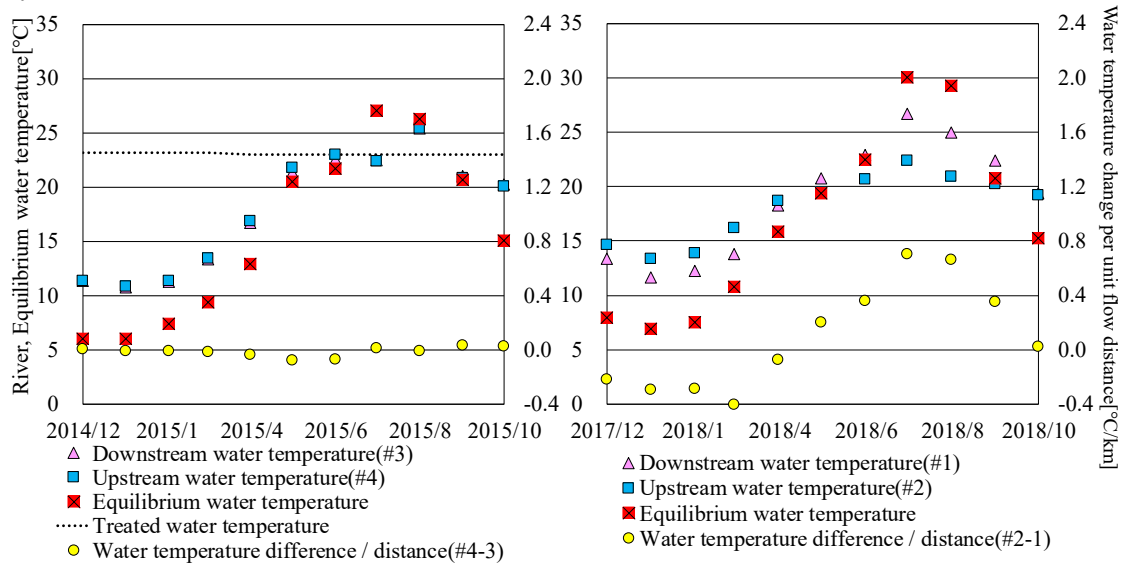 River, Equilibrium water temperature[℃]
35
30
25
20
15
10
5
0
2.4
2.0
1.6
1.2
0.8
0.4
0.0
-0.4
2014/12 2015/1 2015/4 2015/6 2015/8 2015/10
Downstream water temperature(#3)
Upstream water temperature(#4)
Equilibrium water temperature
Treated water temperature
Water temperature difference / distance(#4-3)
35
30
25
20
15
10
5
0
2.4
2.0
1.6
1.2
0.8
0.4
0.0
-0.4
Water temperature change per unit flow distance[℃/km]
2017/12 2018/1 2018/4 2018/6 2018/8 2018/10
Downstream water temperature(#1)
Upstream water temperature(#2)
Equilibrium water temperature
Water temperature difference / distance(#2-1)